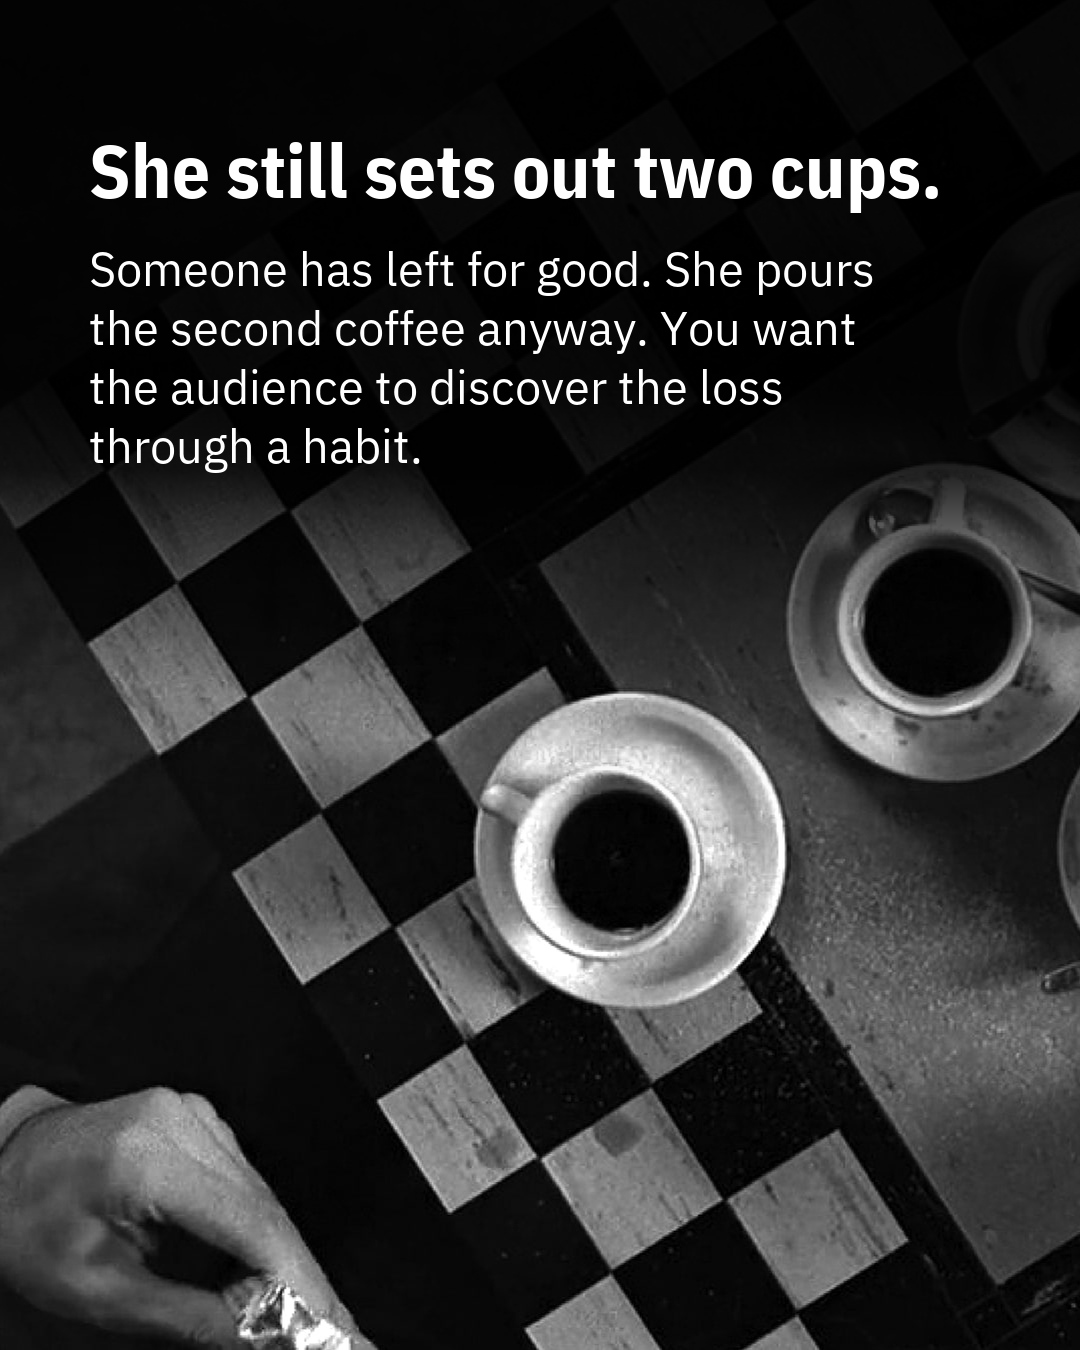 She still sets out two cups.
Someone has left for good. She pours
the second coffee anyway. You want
the audience to discover the loss
through a habit.